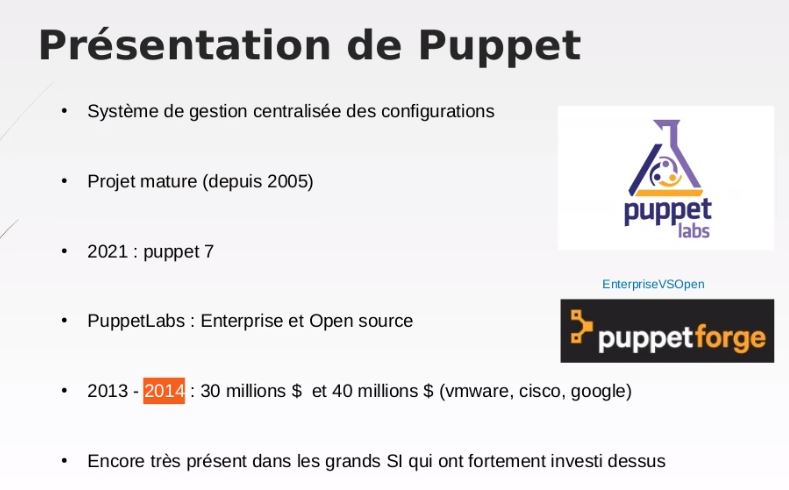 Présentation de Puppet
• Système de gestion centralisée des configurations
• Projet mature (depuis 2005)
• 2021 : puppet 7
• PuppetLabs : Enterprise et Open source
• 2013 - 2014 : 30 millions $  et 40 millions $ (vmware, cisco, google)
• Encore très présent dans les grands SI qui ont fortement investi dessus
puppet
labs
EnterpriseVSOpen
puppetforge